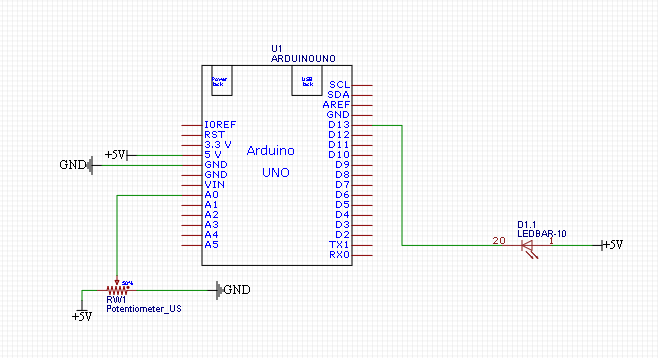 U1
ARDUINOUNO
Power
Jack
USB
Jack
SCL
SDA
AREF
GND
IOREF
D13
RST
D12
3.3 V
D11
+5V
5 V
D10
GND
GND
D9
GND
D8
VIN
D7
A0
D6
A1
D5
A2
D4
A3
D3
A4
D2
A5
TX1
RX0
Arduino
UNO
D1.1
LEDBAR-10
20
1
+5V
50%
GND
RW1
Potentiometer_US
+5V